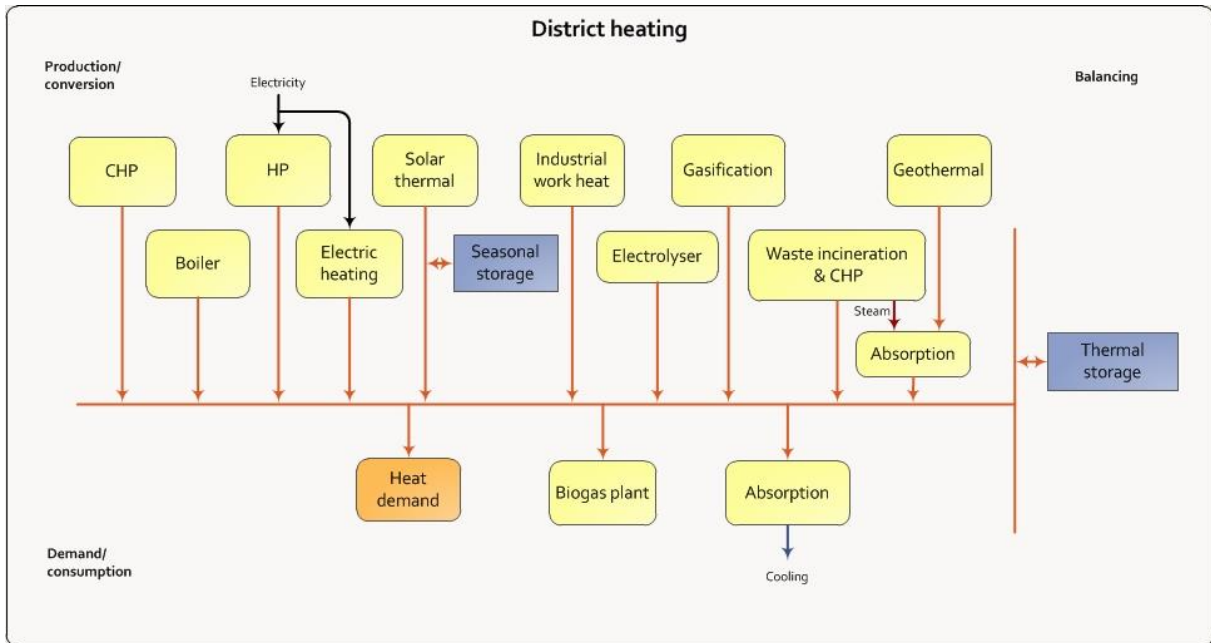 District heating
Production/
conversion
Balancing
Electricity
CHP
HP
Solar
thermal
Industrial
work heat
Gasification
Geothermal
Boiler
Electric
heating
Seasonal
storage
Electrolyser
Waste incineration
& CHP
Steam
Absorption
Thermal
storage
Heat
demand
Biogas plant
Absorption
Demand/
consumption
Cooling